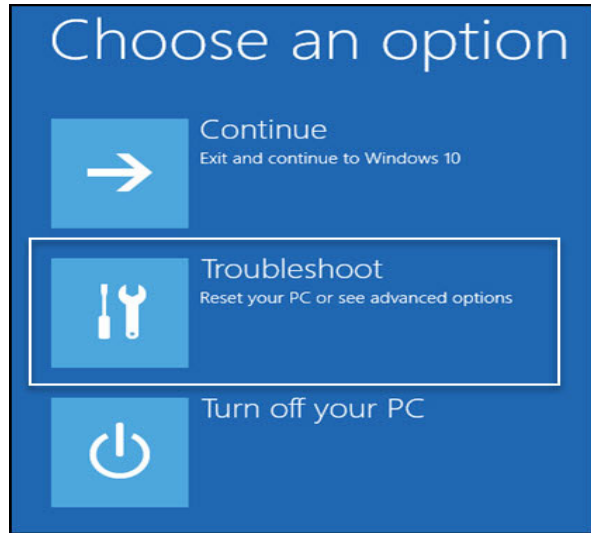 Choose an option
Continue
Exit and continue to Windows 10
Troubleshoot
Reset your PC or see advanced options
Turn off your PC